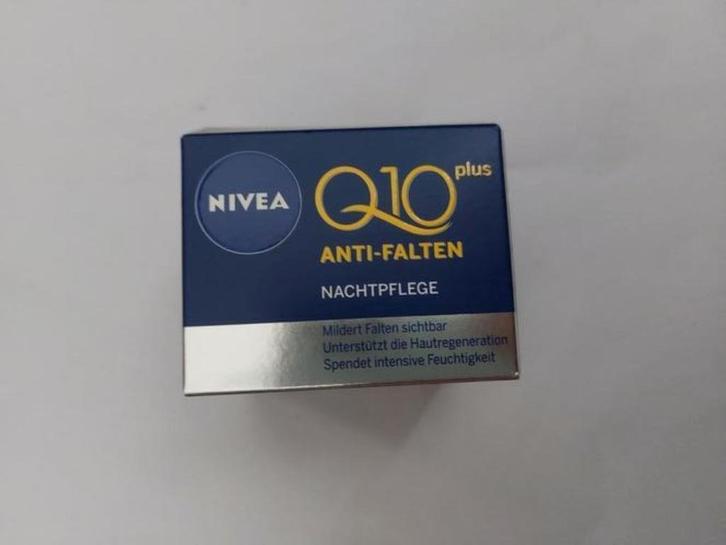 NIVEA
Q10 plus
ANTI-FALTEN
NACHTPFLEGE
Mildert Falten sichtbar
Unterstützt die Hautregeneration
Spendet intensive Feuchtigkeit